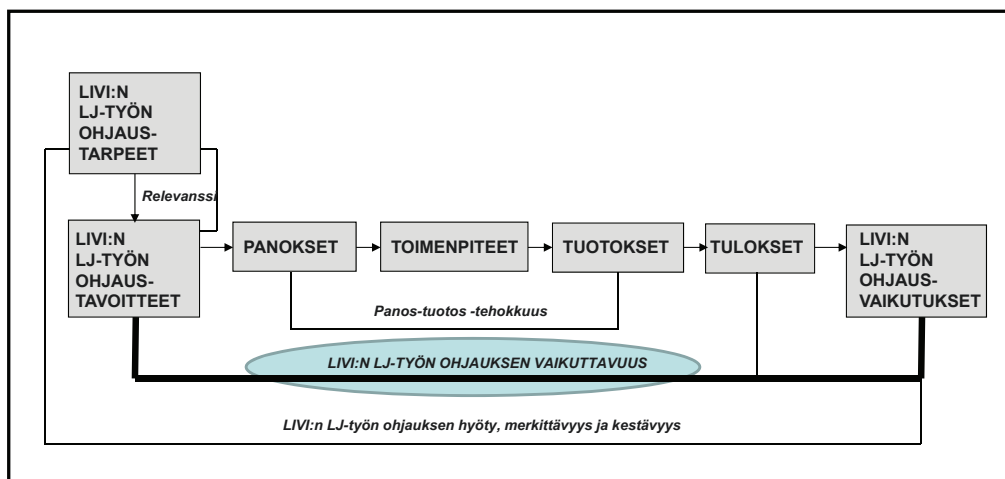 LIVI:N
LJ-TYÖN
OHJAUS-
TARPEET
Relevanssi
LIVI:N
LJ-TYÖN
OHJAUS-
TAVOITTEET
PANOKSET
TOIMENPITEET
TUOTOKSET
TULOKSET
LIVI:N
LJ-TYÖN
OHJAUS-
VAIKUTUKSET
Panos-tuotos -tehokkuus
LIVI:N LJ-TYÖN OHJAUKSEN VAIKUTTAVUUS
LIVI:n LJ-työn ohjauksen hyöty, merkittävyys ja kestävyys